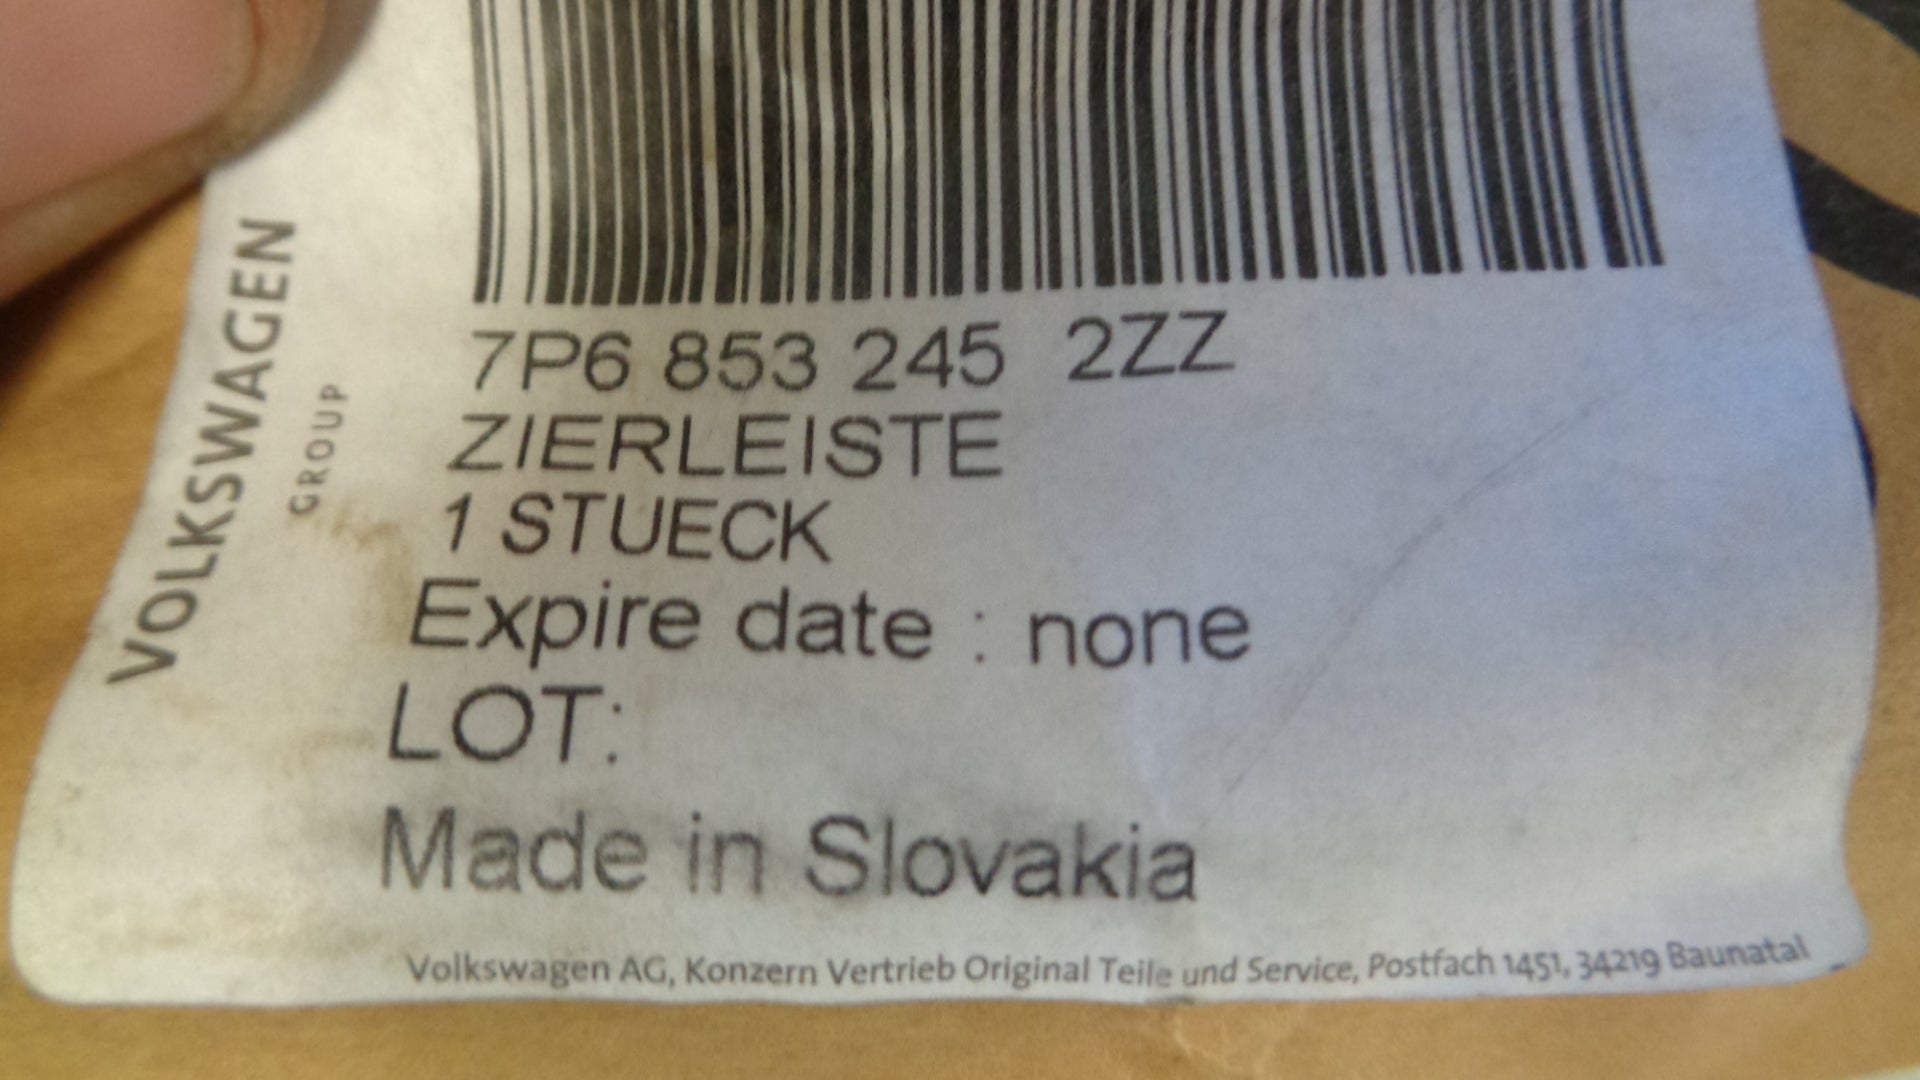 VOLKSWAGEN
GROUP
7P6 853 245 2ZZ
ZIERLEISTE
1 STUECK
Expire date : none
LOT:
Made in Slovakia
Volkswagen AG, Konzern Vertrieb Original Teile und Service, Postfach 1451, 34219 Baunatal